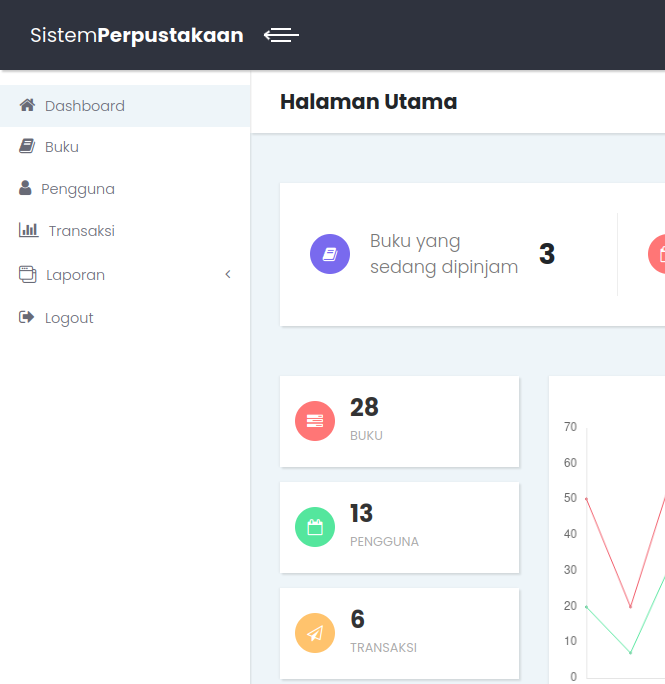 SistemPerpustakaan
Dashboard
Buku
Pengguna
Transaksi
Laporan
Logout
Halaman Utama
Buku yang
sedang dipinjam
3
28
BUKU
13
PENGGUNA
6
TRANSAKSI
70
60
50
40
30
20
10
0